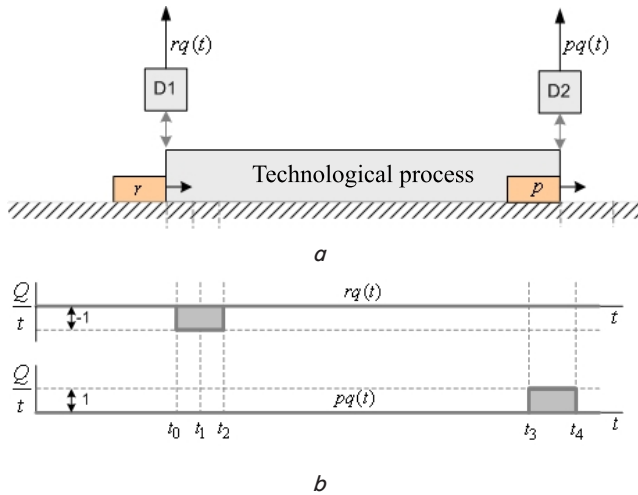 rq(t)
pq(t)
D1
D2
Technological process
r
p
a
Q/t
rq(t)
-1
t
Q/t
1
pq(t)
t
t0 t1 t2 t3 t4
b